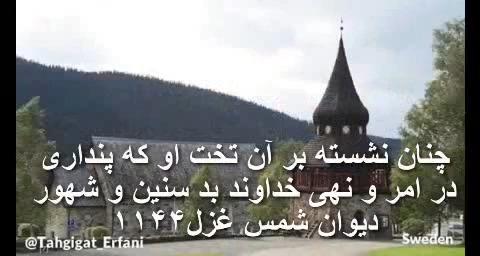 چنان نشسته بر آن تخت او که پنداری
در امر و نهی خداوند بد سنین و شهور
دیوان شمس غزل۱۱۴۴
@Tahgigat_Erfani
Sweden